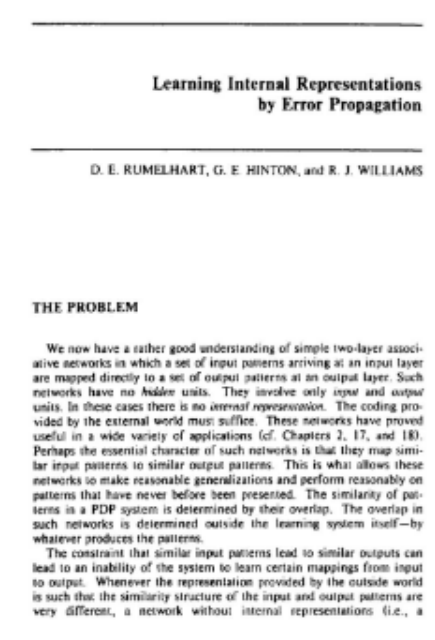 Learning Internal Representations
by Error Propagation
D. E. RUMELHART, G. E. HINTON, and R. J. WILLIAMS
THE PROBLEM
We now have a rather good understanding of simple two-layer associ-
ative networks in which a set of input patterns arriving at an input layer
are mapped directly to a set of output patterns at an output layer. Such
networks have no hidden units. They involve only input and output
units. In these cases there is no internal representation. The coding pro-
vided by the external world must suffice. These networks have proved
useful in a wide variety of applications (cf. Chapters 2, 17, and 18).
Perhaps the essential character of such networks is that they map simi-
lar input patterns to similar output patterns. This is what allows these
networks to make reasonable generalizations and perform reasonably on
patterns that have never before been presented. The similarity of pat-
terns in a PDP system is determined by their overlap. The overlap in
such networks is determined outside the learning system itself—by
whatever produces the patterns.
The constraint that similar input patterns lead to similar outputs can
lead to an inability of the system to learn certain mappings from input
to output. Whenever the representation provided by the outside world
is such that the similarity structure of the input and output patterns are
very different, a network without internal representations (i.e., a